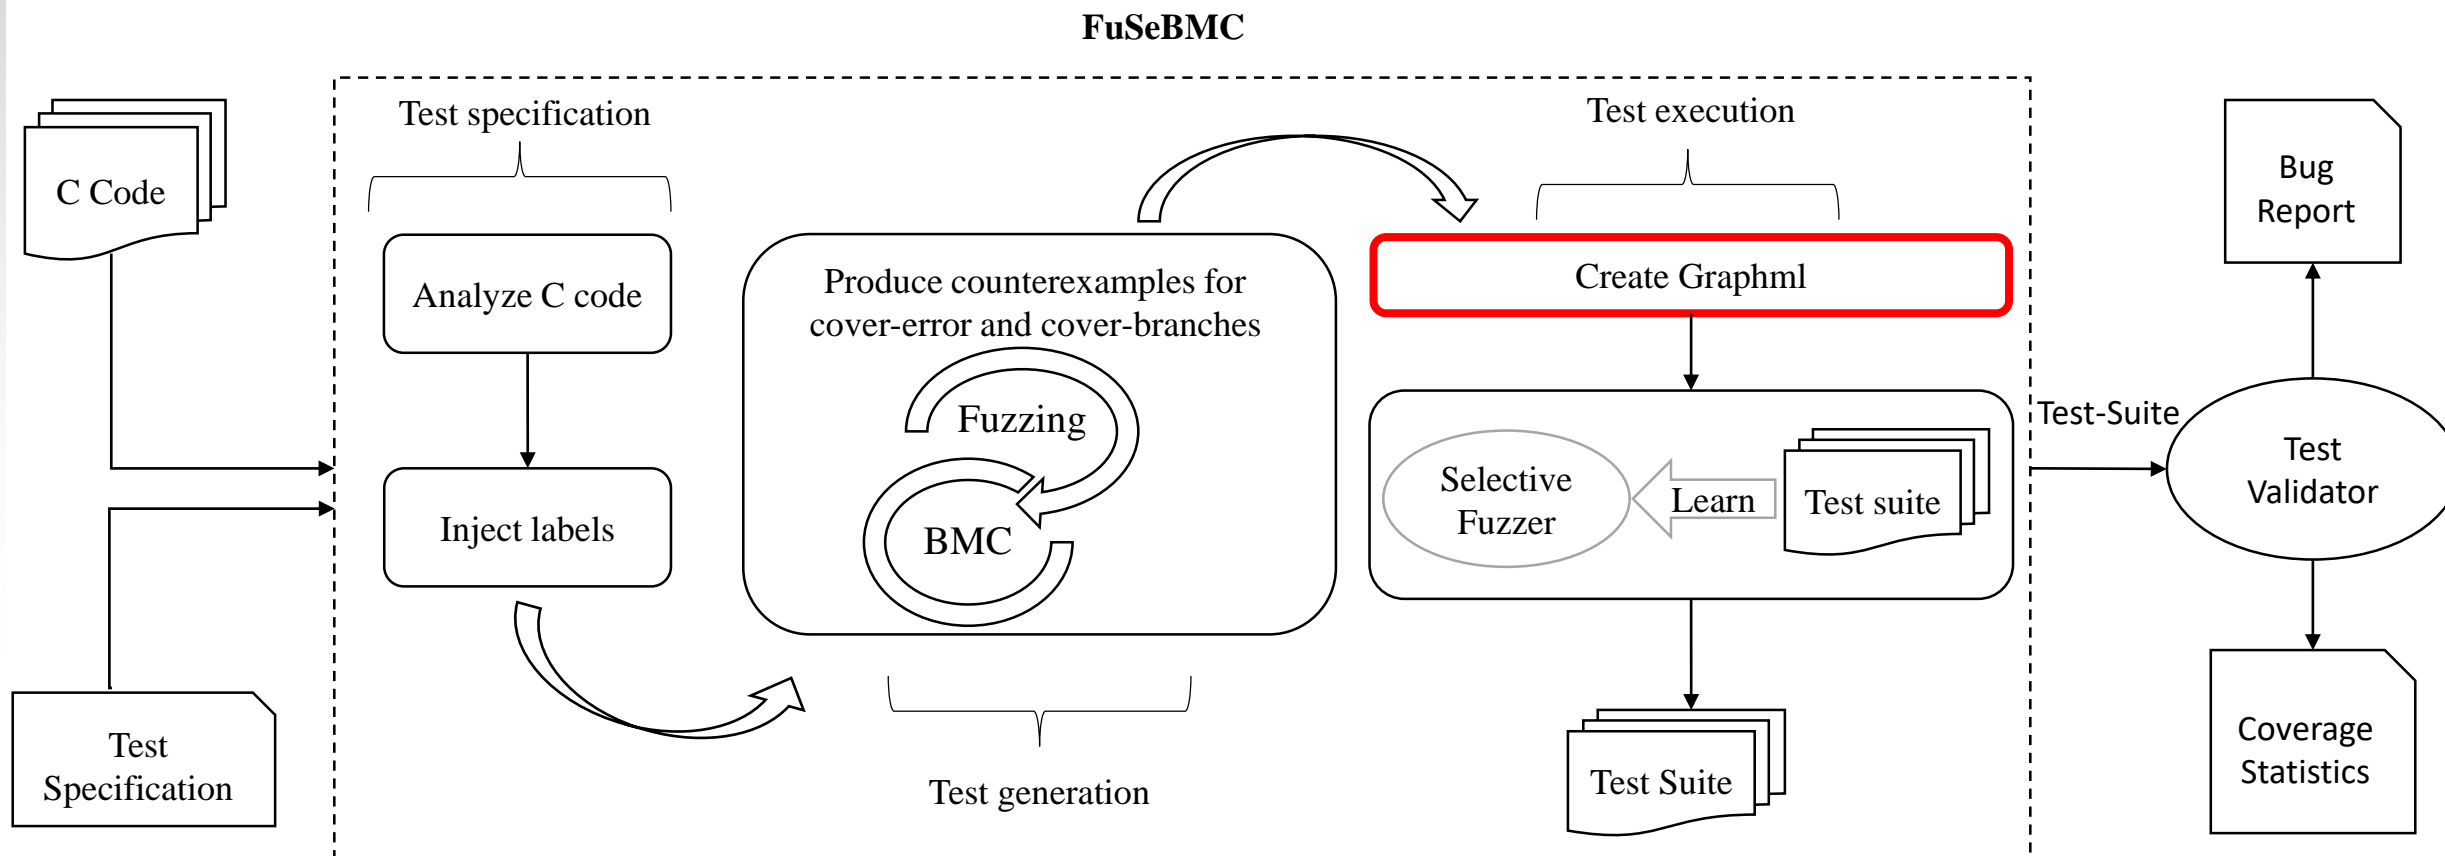 FuSeBMC
C Code
Test
Specification
Test specification
Analyze C code
Inject labels
Produce counterexamples for
cover-error and cover-branches
Fuzzing
BMC
Test generation
Test execution
Create Graphml
Selective
Fuzzer
Learn
Test suite
Test Suite
Test-Suite
Bug
Report
Test
Validator
Coverage
Statistics